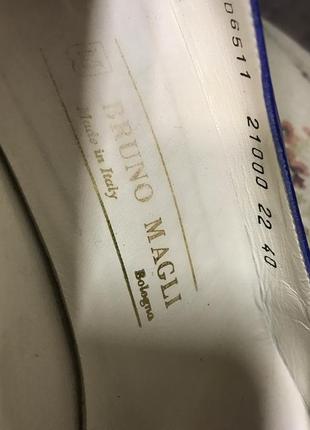 BRUNO MAGLI
Made in Italy
Bologna
06511 21000 22 40